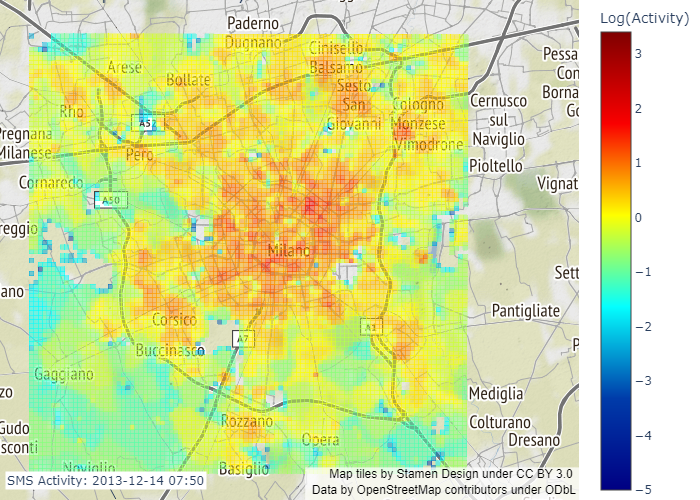 Paderno
Dugnano
Cinisello
Balsamo
Log(Activity)
Arese
Bollate
Sesto
San
Giovanni
Pessa
Con
Borna
Go
Rho
A52
Cologno
Monzese
Cernusco
sul
Naviglio
Pregnana
Milanese
Pero
Vimodrone
Pioltello
Cornaredo
Vignat
A50
reggio
Milano
Sett
ano
Pantigliate
Corsico
A7
A1
P
Buccinasco
Gaggiano
Mediglia
zzo
Rozzano
Colturano
Gudo
sconti
Opera
Dresano
Noviglio
Basiglio
SMS Activity: 2013-12-14 07:50
Map tiles by Stamen Design under CC BY 3.0
Data by OpenStreetMap contributors under ODbL
3
2
1
0
−1
−2
−3
−4
−5